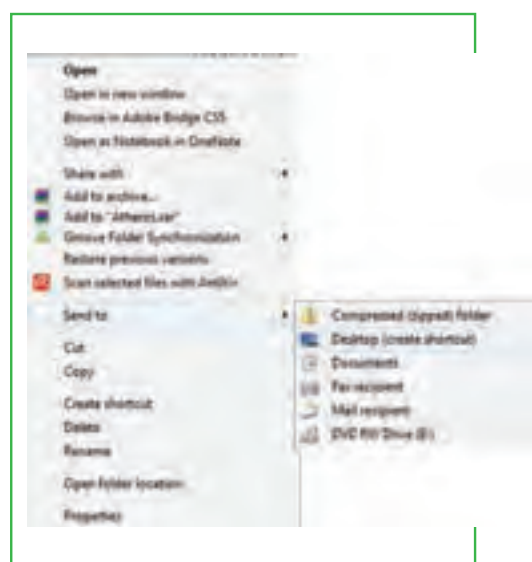 Open
Open in new window
Browse in Adobe Bridge CS5
Open as Notebook in OneNote
Share with
Add to archive...
Add to "Atheros.rar"
Groove Folder Synchronization
Restore previous versions
Scan selected files with AntiVir
Send to
Cut
Copy
Create shortcut
Delete
Rename
Open folder location
Properties
Compressed (zipped) folder
Desktop (create shortcut)
Documents
Fax recipient
Mail recipient
DVD RW Drive